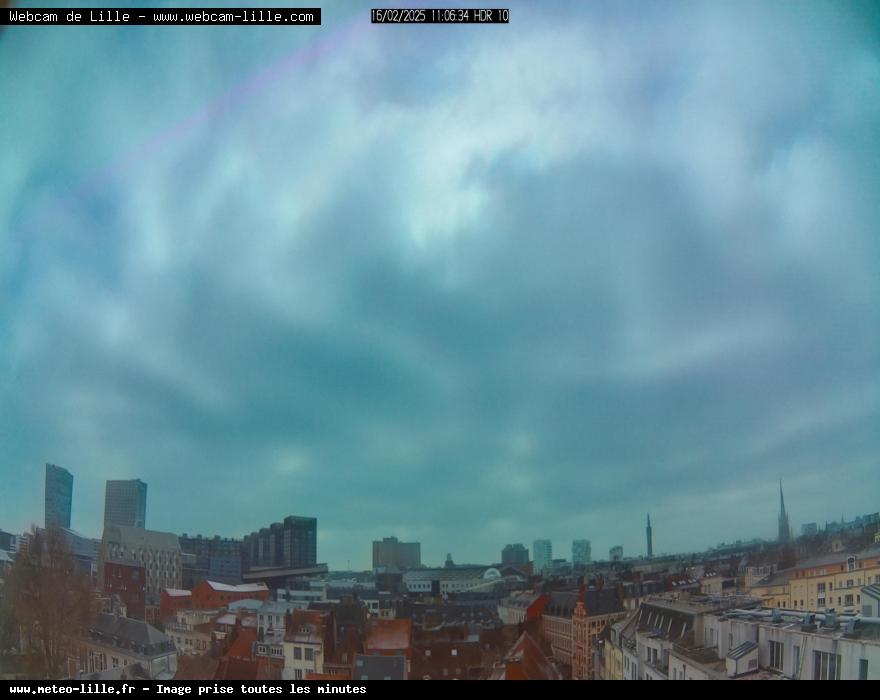 Webcam de Lille - www.webcam-lille.com
16/02/2025 11:06:34 HDR 10
www.meteo-lille.fr - Image prise toutes les minutes